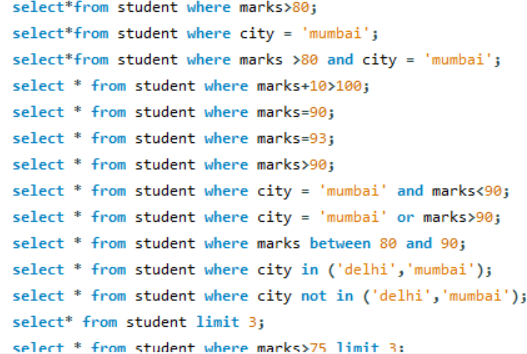 select*from student where marks>80;
select*from student where city = 'mumbai';
select*from student where marks >80 and city = 'mumbai';
select * from student where marks+10>100;
select * from student where marks=90;
select * from student where marks=93;
select * from student where marks>90;
select * from student where city = 'mumbai' and marks<90;
select * from student where city = 'mumbai' or marks>90;
select * from student where marks between 80 and 90;
select * from student where city in ('delhi','mumbai');
select * from student where city not in ('delhi','mumbai');
select* from student limit 3;
select * from student where marks>75 limit 3;